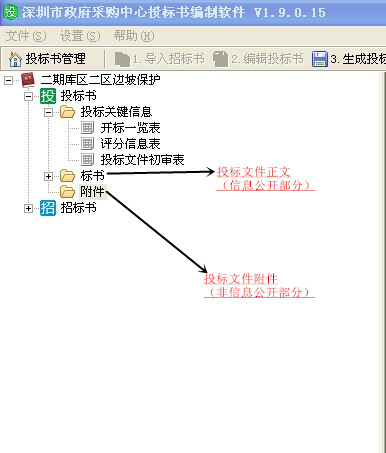 投 深圳市政府采购中心投标书编制软件 V1.9.0.15
文件(S) 设置(S) 帮助(H)
投标书管理 1.导入招标书 2.编辑投标书 3.生成投标
二期库区二区边坡保护
投 投标书
投标关键信息
开标一览表
评分信息表
投标文件初审表
标书
附件
招 招标书
投标文件正文
（信息公开部分）
投标文件附件
（非信息公开部分）